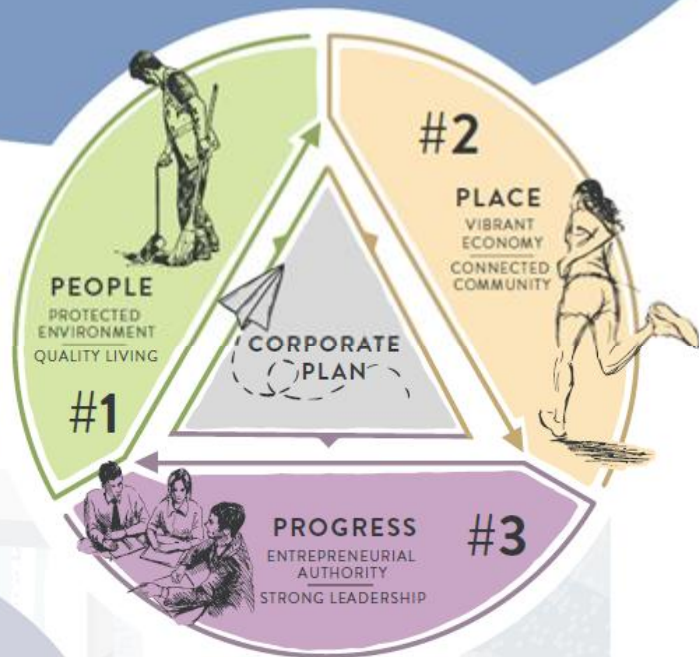 PEOPLE
PROTECTED
ENVIRONMENT
QUALITY LIVING
#1
#2
PLACE
VIBRANT
ECONOMY
CONNECTED
COMMUNITY
CORPORATE
PLAN
PROGRESS
ENTREPRENEURIAL
AUTHORITY
STRONG LEADERSHIP
#3